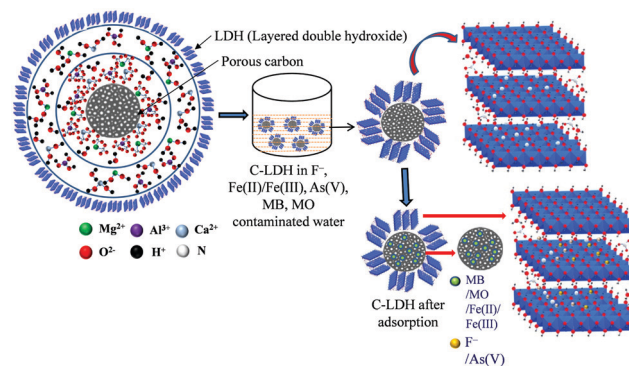 LDH (Layered double hydroxide)
Porous carbon
C-LDH in F⁻,
Fe(II)/Fe(III), As(V),
MB, MO
contaminated water
Mg²⁺ Al³⁺ Ca²⁺
O²⁻ H⁺ N
C-LDH after
adsorption
MB
/MO
/Fe(II)/
Fe(III)
F⁻
/As(V)